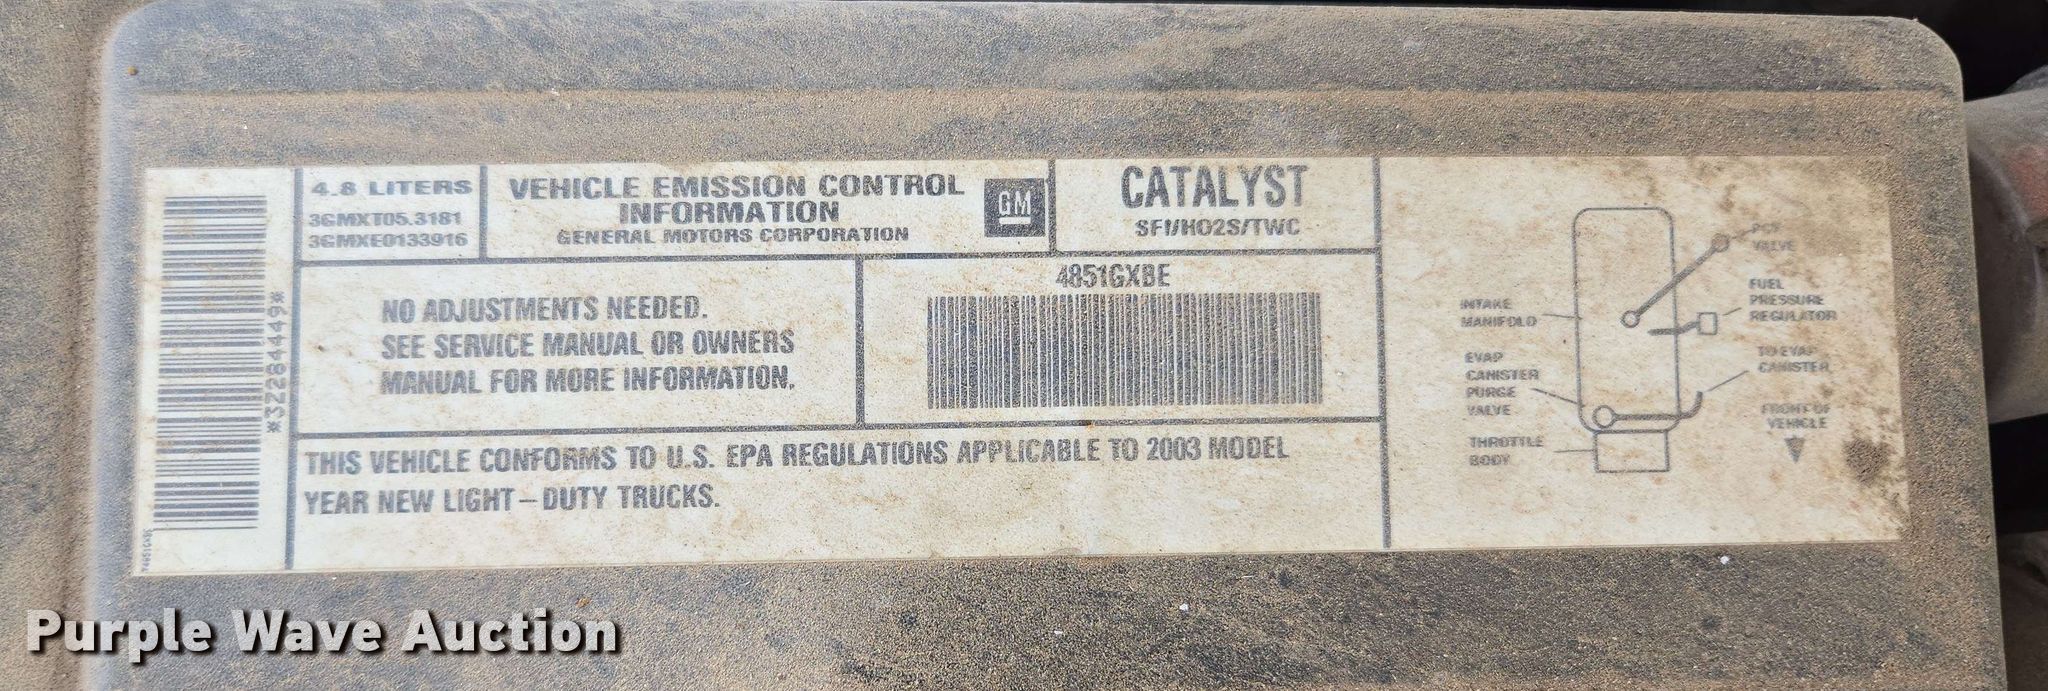 *32284449*
4.8 LITERS
3GMXT05.3181
3GMXE0133916
VEHICLE EMISSION CONTROL
INFORMATION
GENERAL MOTORS CORPORATION
GM
CATALYST
SFI/HO2S/TWC
NO ADJUSTMENTS NEEDED.
SEE SERVICE MANUAL OR OWNERS
MANUAL FOR MORE INFORMATION.
4851GXBE
THIS VEHICLE CONFORMS TO U.S. EPA REGULATIONS APPLICABLE TO 2003 MODEL
YEAR NEW LIGHT-DUTY TRUCKS.
PCV
VALVE
FUEL
PRESSURE
REGULATOR
INTAKE
MANIFOLD
TO EVAP
CANISTER
EVAP
CANISTER
PURGE
VALVE
FRONT OF
VEHICLE
THROTTLE
BODY
Purple Wave Auction